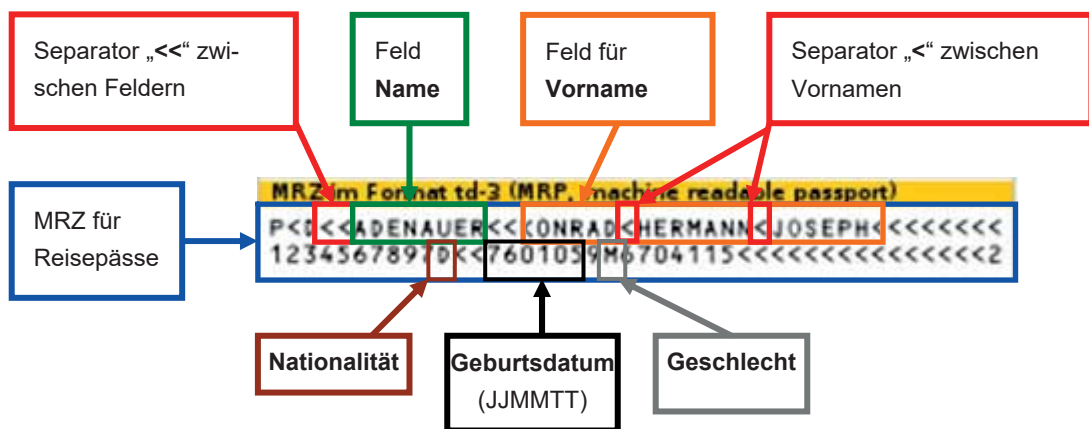 Separator „<<“ zwi-
schen Feldern
Feld
Name
Feld für
Vorname
Separator „<“ zwischen
Vornamen
MRZ für
Reisepässe
MRZ im Format td-3 (MRP, machine readable passport)
P<D<<ADENAUER<<KONRAD<HERMANN<JOSEPH<<<<<<<<
1234567897D<<7601059M6704115<<<<<<<<<<<<<<<2
Nationalität
Geburtsdatum
(JJMMTT)
Geschlecht